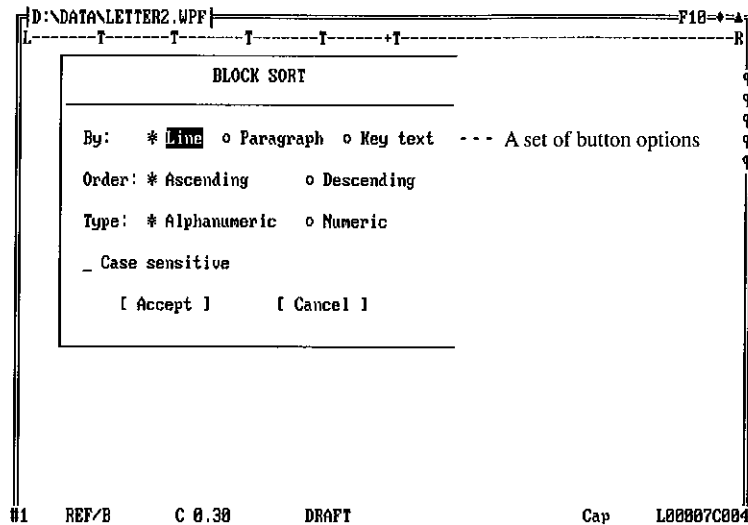 D:\DATA\LETTER2.WPF F10
L-------T-------T-------T-------T------+T------R
BLOCK SORT
By: * Line o Paragraph o Key text --- A set of button options
Order: * Ascending o Descending
Type: * Alphanumeric o Numeric
_ Case sensitive
[ Accept ] [ Cancel ]
#1 REF/B C 0.30 DRAFT Cap L00007C004